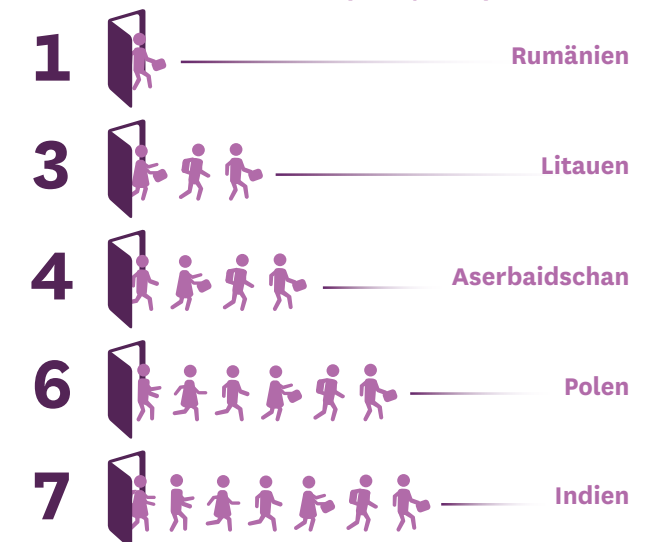 1 Rumänien
3 Litauen
4 Aserbaidschan
6 Polen
7 Indien